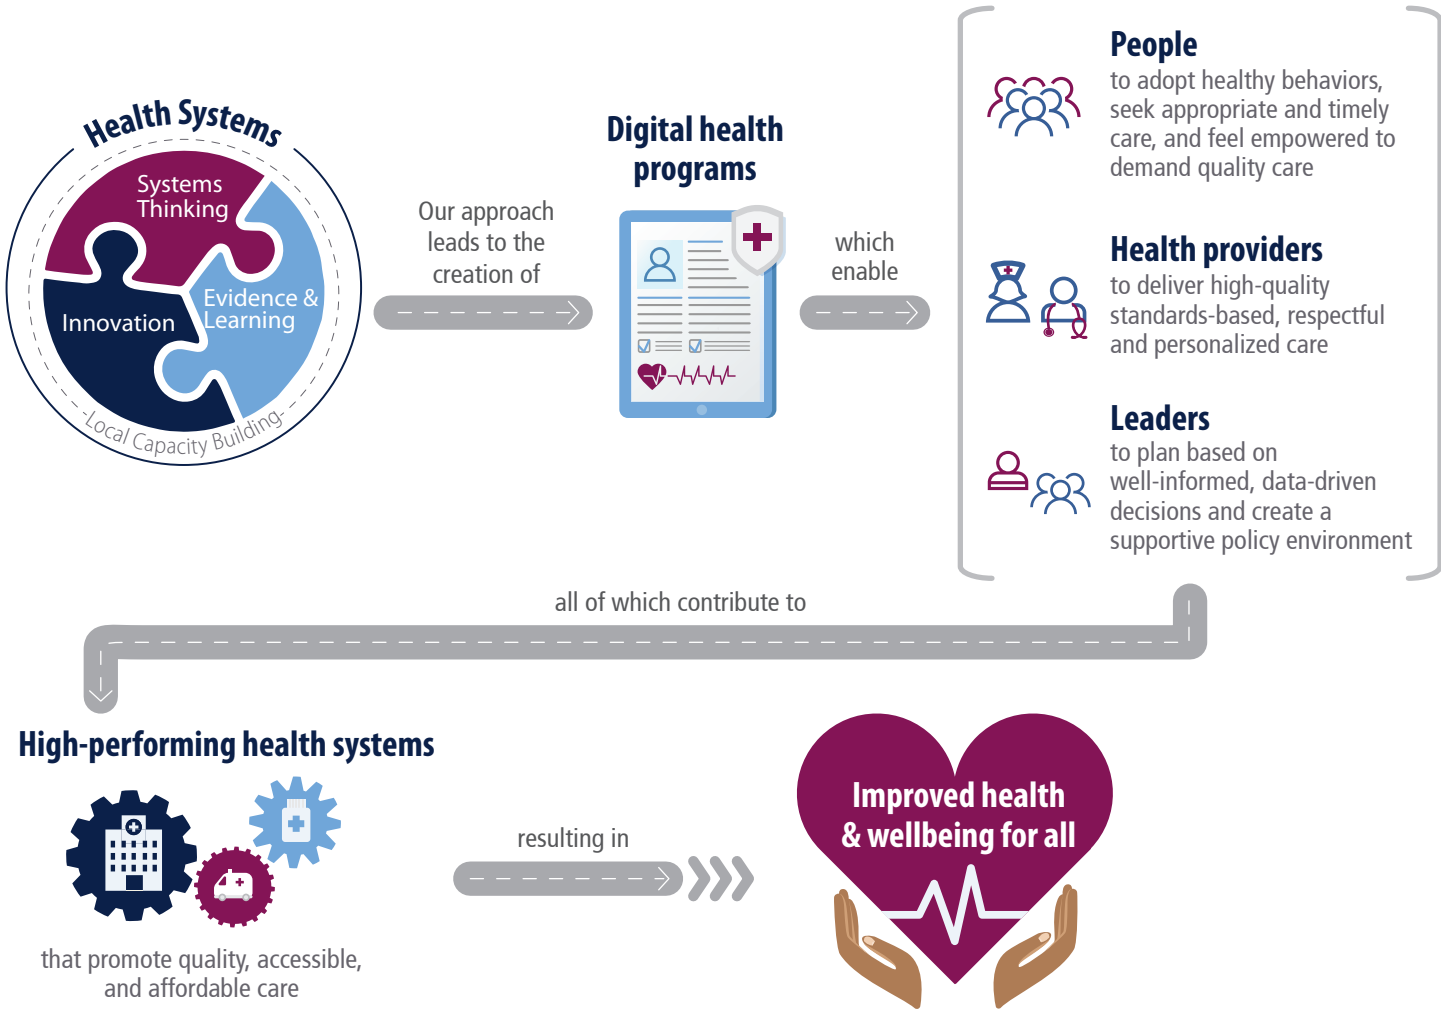 Health Systems
Systems
Thinking
Evidence &
Learning
Innovation
Local Capacity Building
Our approach
leads to the
creation of
Digital health
programs
which
enable
People
to adopt healthy behaviors,
seek appropriate and timely
care, and feel empowered to
demand quality care
Health providers
to deliver high-quality
standards-based, respectful
and personalized care
Leaders
to plan based on
well-informed, data-driven
decisions and create a
supportive policy environment
all of which contribute to
High-performing health systems
that promote quality, accessible,
and affordable care
resulting in
Improved health
& wellbeing for all